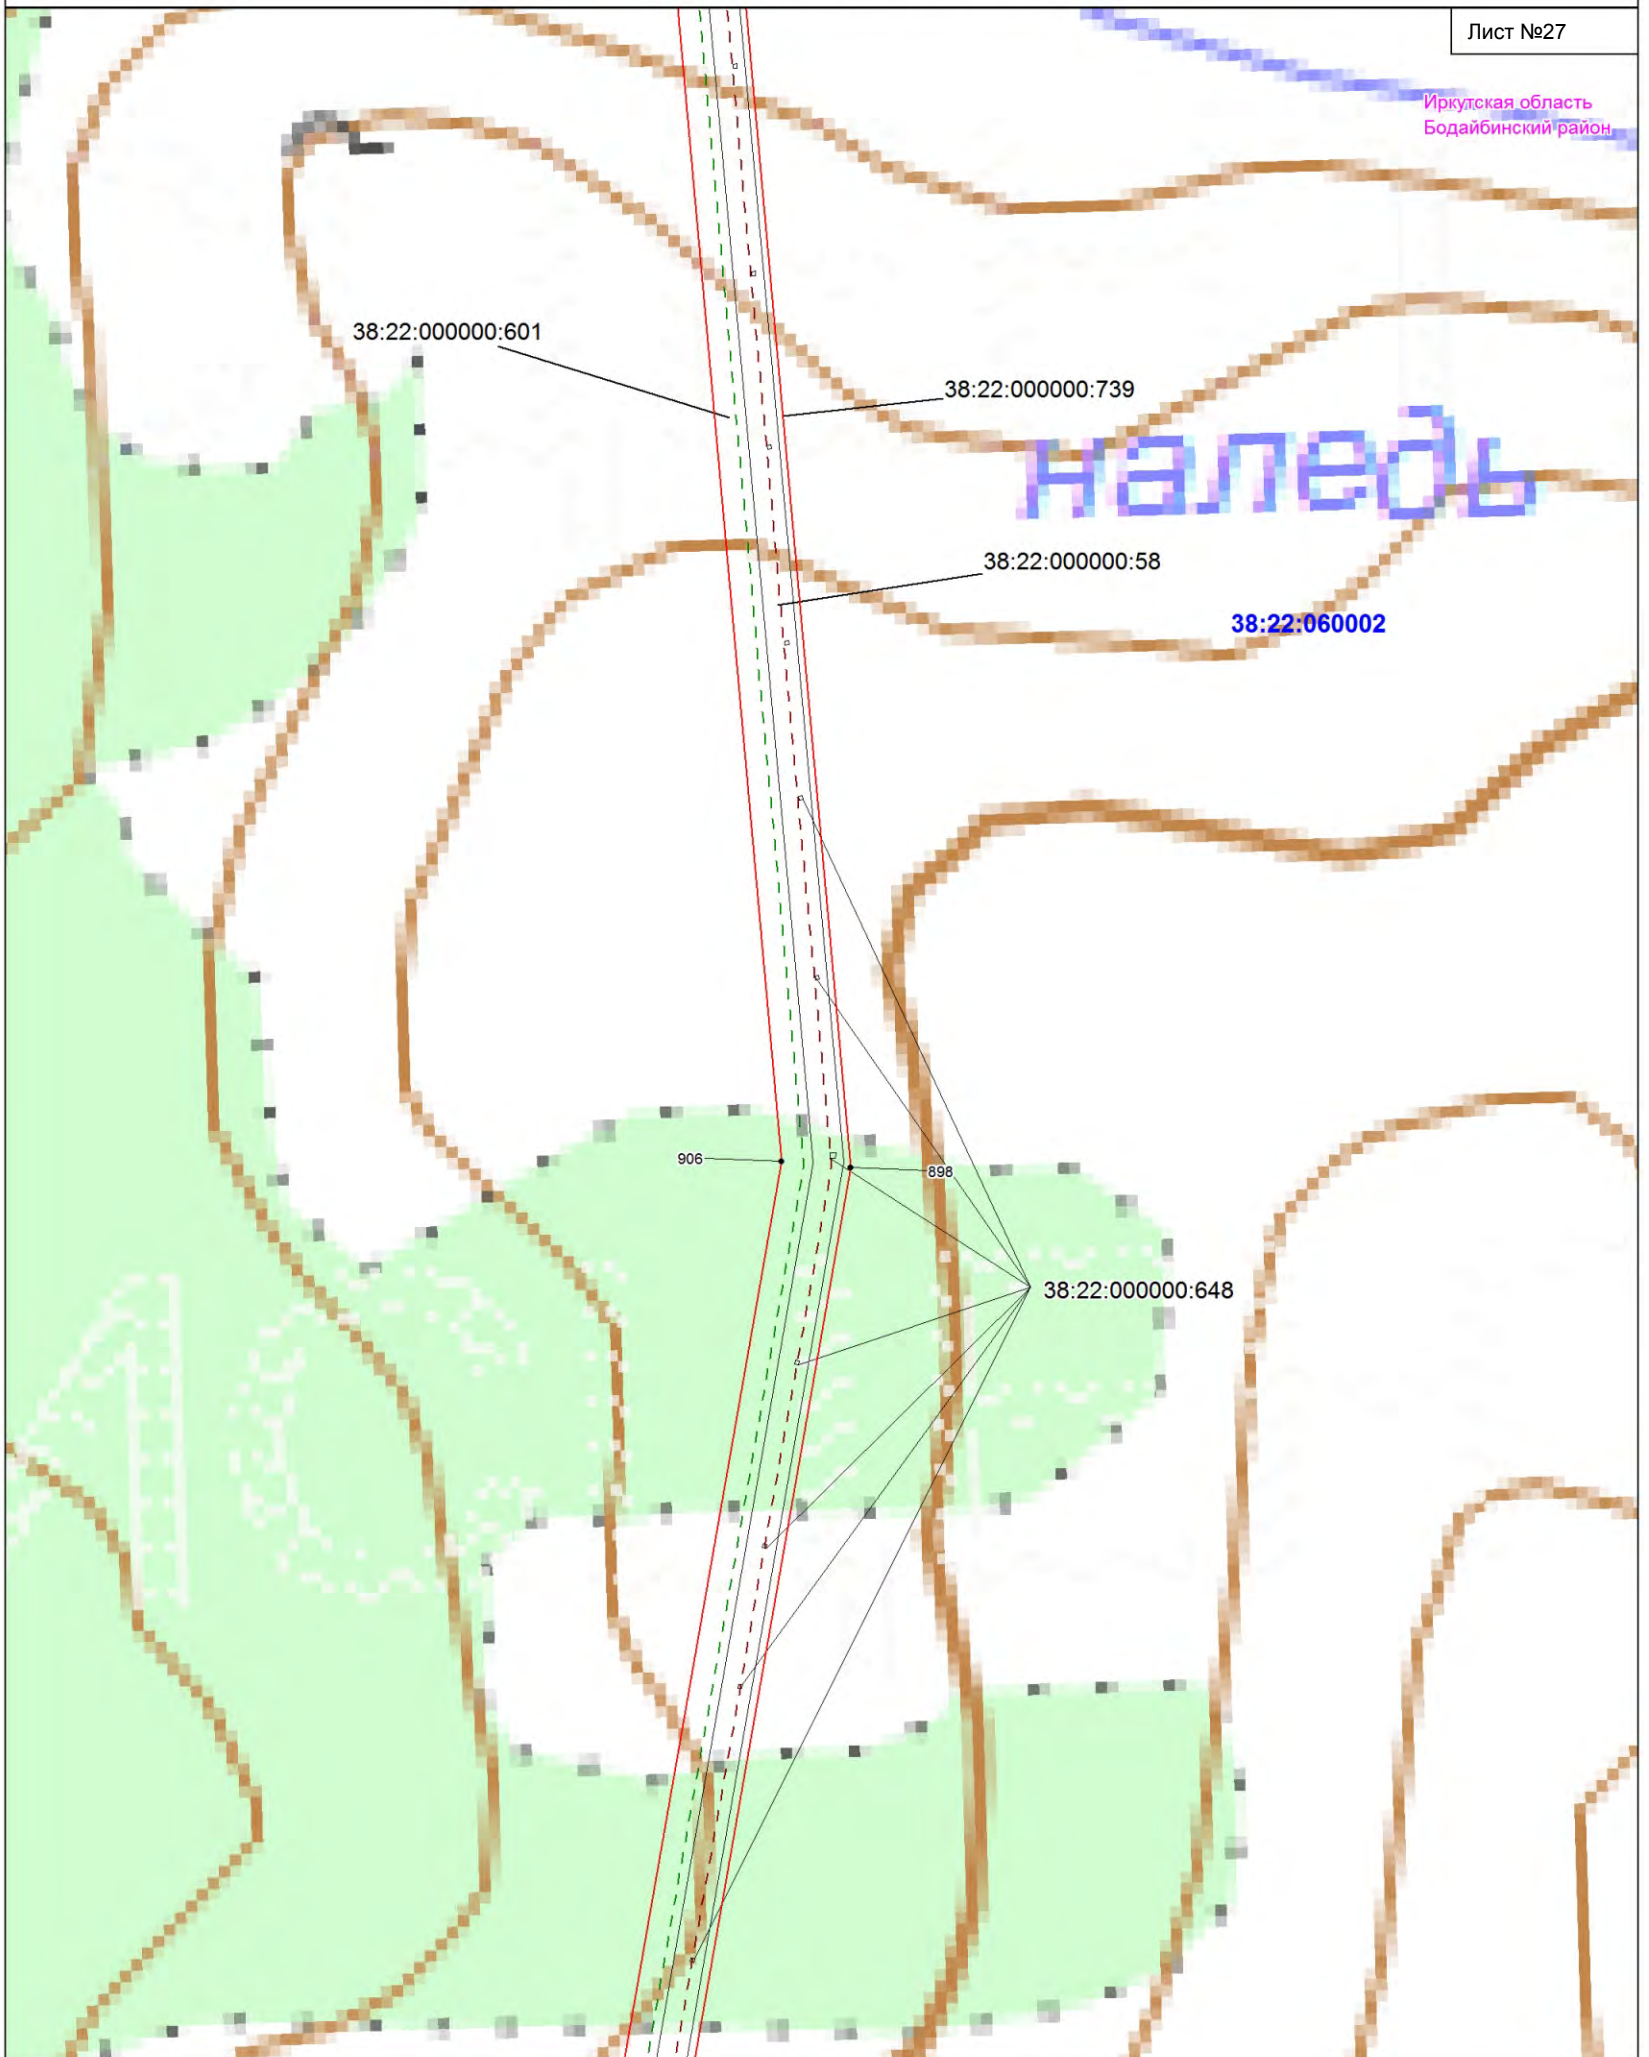 Лист №27
Иркутская область
Бодайбинский район
38:22:000000:601
38:22:000000:739
наледь
38:22:000000:58
38:22:060002
906
898
38:22:000000:648